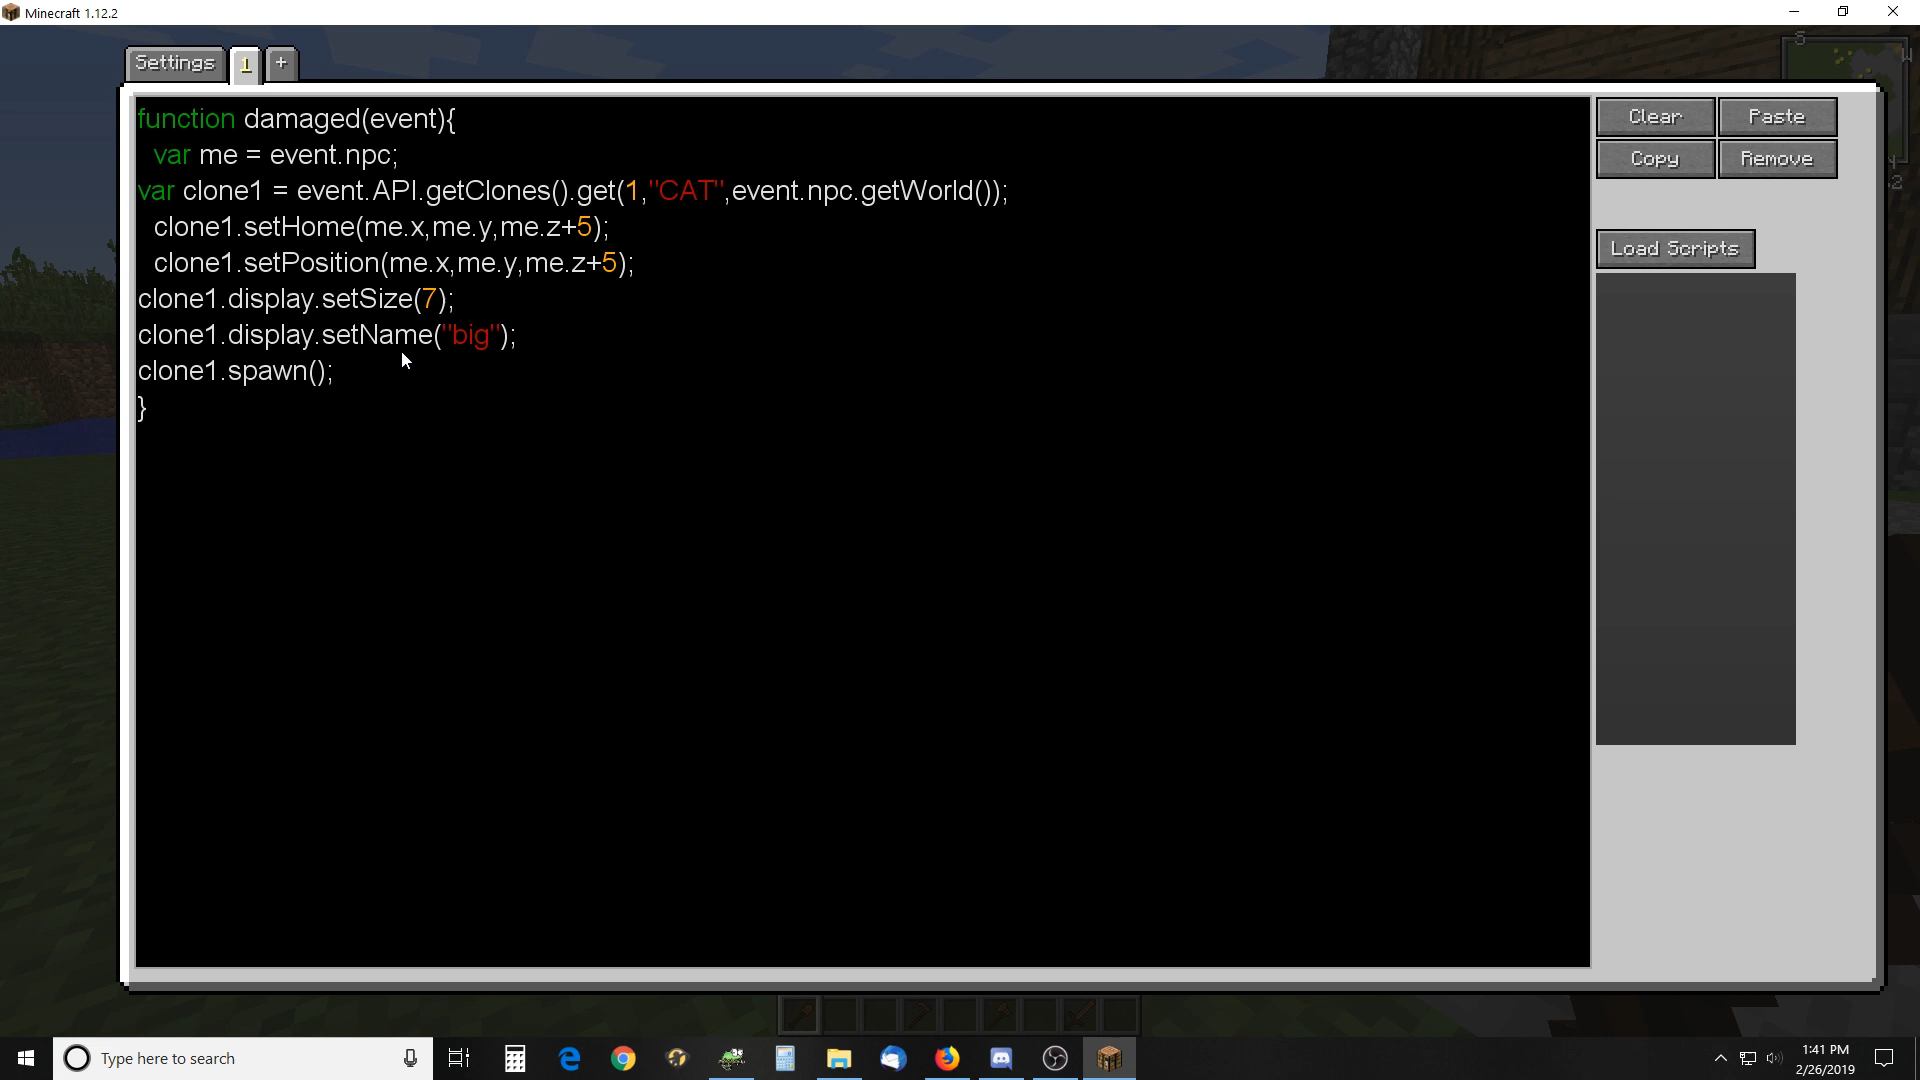 Minecraft 1.12.2
Settings 1 +
function damaged(event){
var me = event.npc;
var clone1 = event.API.getClones().get(1,"CAT",event.npc.getWorld());
clone1.setHome(me.x,me.y,me.z+5);
clone1.setPosition(me.x,me.y,me.z+5);
clone1.display.setSize(7);
clone1.display.setName("big");
clone1.spawn();
}
Clear Paste
Copy Remove
Load Scripts
S
W
Type here to search
1:41 PM
2/26/2019